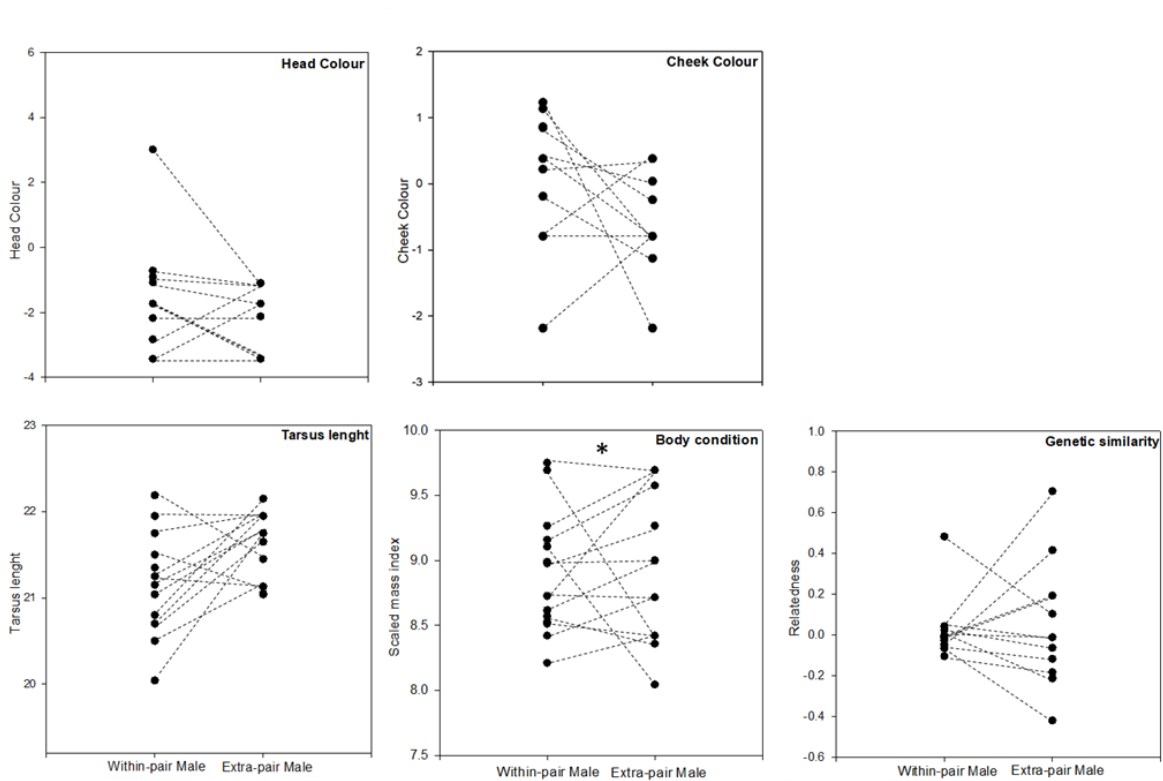 Head Colour
6
4
2
0
-2
-4
Head Colour
Cheek Colour
2
1
0
-1
-2
-3
Cheek Colour
Tarsus lenght
23
22
21
20
Tarsus lenght
Within-pair Male Extra-pair Male
*
Body condition
10.0
9.5
9.0
8.5
8.0
7.5
Scaled mass index
Within-pair Male Extra-pair Male
Genetic similarity
1.0
0.8
0.6
0.4
0.2
0.0
-0.2
-0.4
-0.6
Relatedness
Within-pair Male Extra-pair Male